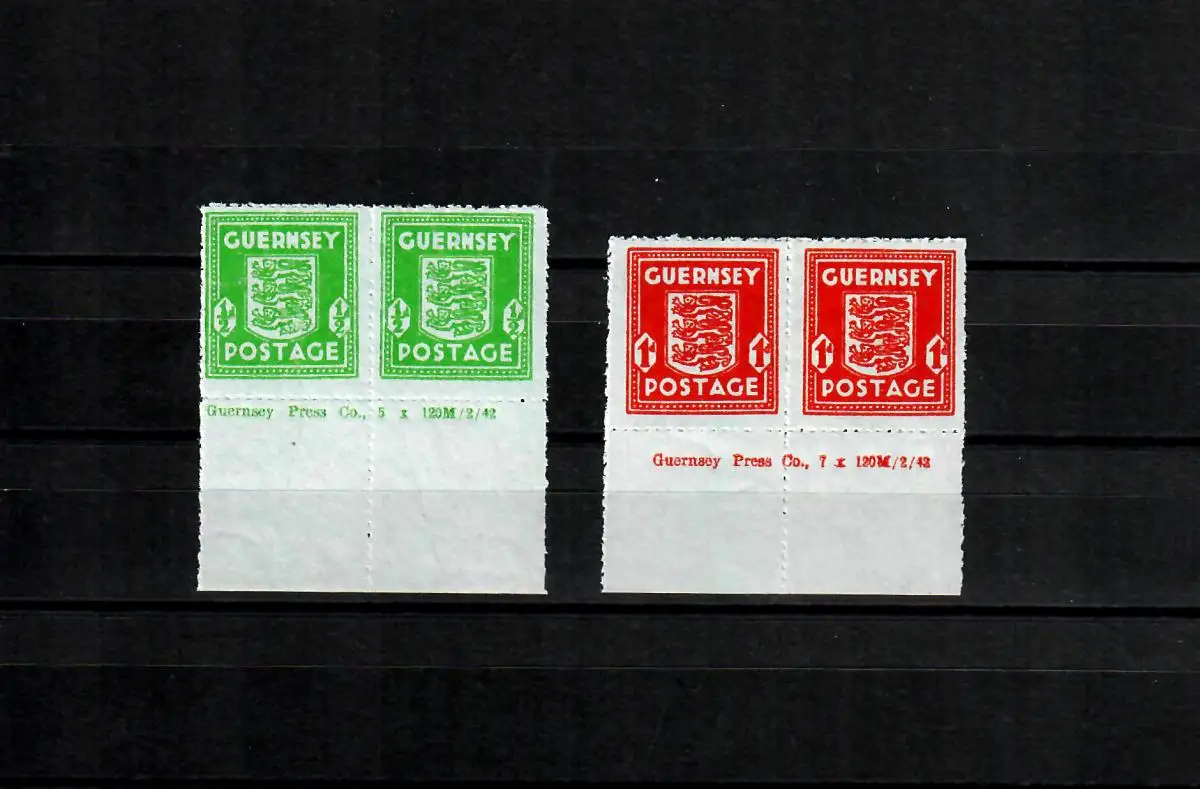 GUERNSEY
½ ½
POSTAGE
GUERNSEY
½ ½
POSTAGE
Guernsey Press Co., 5 x 120M/2/42
GUERNSEY
1ᴰ 1ᴰ
POSTAGE
GUERNSEY
1ᴰ 1ᴰ
POSTAGE
Guernsey Press Co., 7 x 120M/2/42